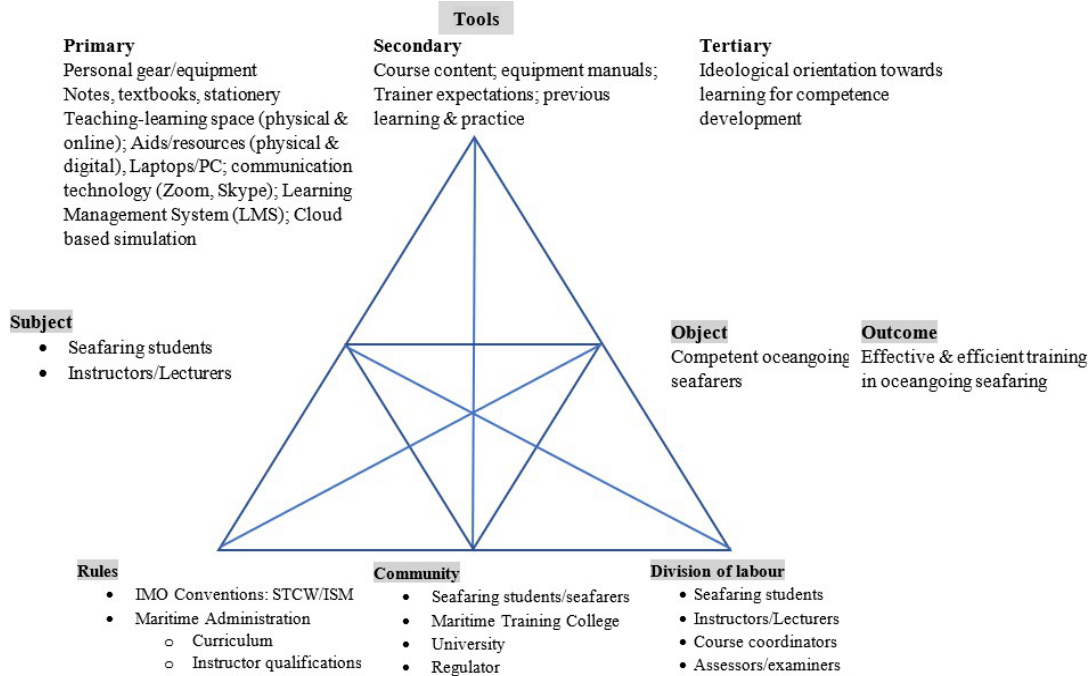 Tools
Primary
Personal gear/equipment
Notes, textbooks, stationery
Teaching-learning space (physical &
online); Aids/resources (physical &
digital), Laptops/PC; communication
technology (Zoom, Skype); Learning
Management System (LMS); Cloud
based simulation
Secondary
Course content; equipment manuals;
Trainer expectations; previous
learning & practice
Tertiary
Ideological orientation towards
learning for competence
development
Subject
• Seafaring students
• Instructors/Lecturers
Object
Competent oceangoing
seafarers
Outcome
Effective & efficient training
in oceangoing seafaring
Rules
• IMO Conventions: STCW/ISM
• Maritime Administration
o Curriculum
o Instructor qualifications
Community
• Seafaring students/seafarers
• Maritime Training College
• University
• Regulator
Division of labour
• Seafaring students
• Instructors/Lecturers
• Course coordinators
• Assessors/examiners